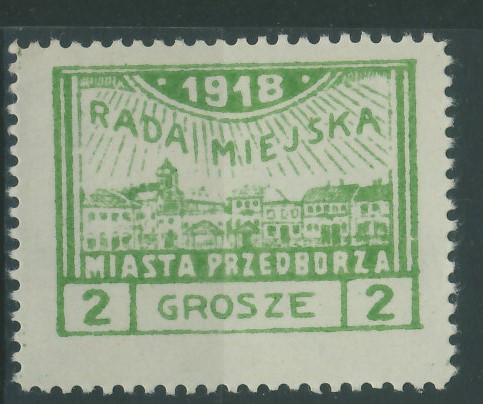 · 1918 ·
RADA MIEJSKA
MIASTA PRZEDBORZA
2 GROSZE 2